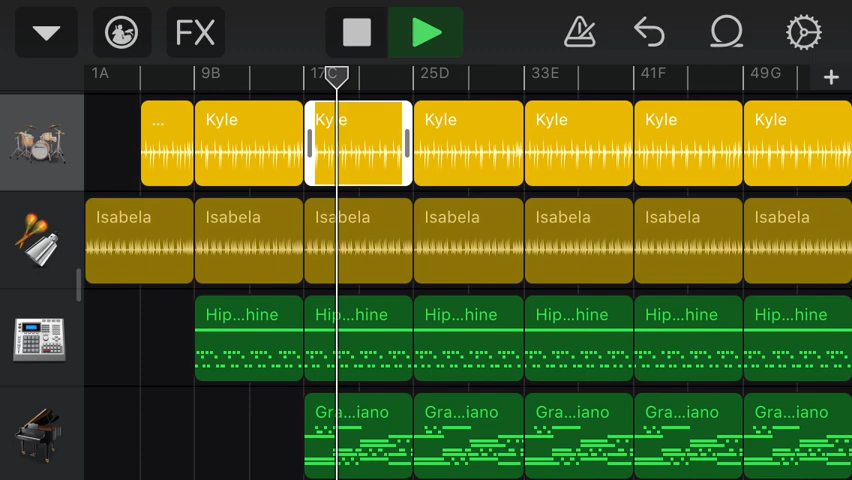 FX
1A 9B 17C 25D 33E 41F 49G
... Kyle Kyle Kyle Kyle Kyle Kyle
Isabela Isabela Isabela Isabela Isabela Isabela Isabela
Hip...hine Hip...hine Hip...hine Hip...hine Hip...hine Hip...hine
Gra...iano Gra...iano Gra...iano Gra...iano Gra...iano